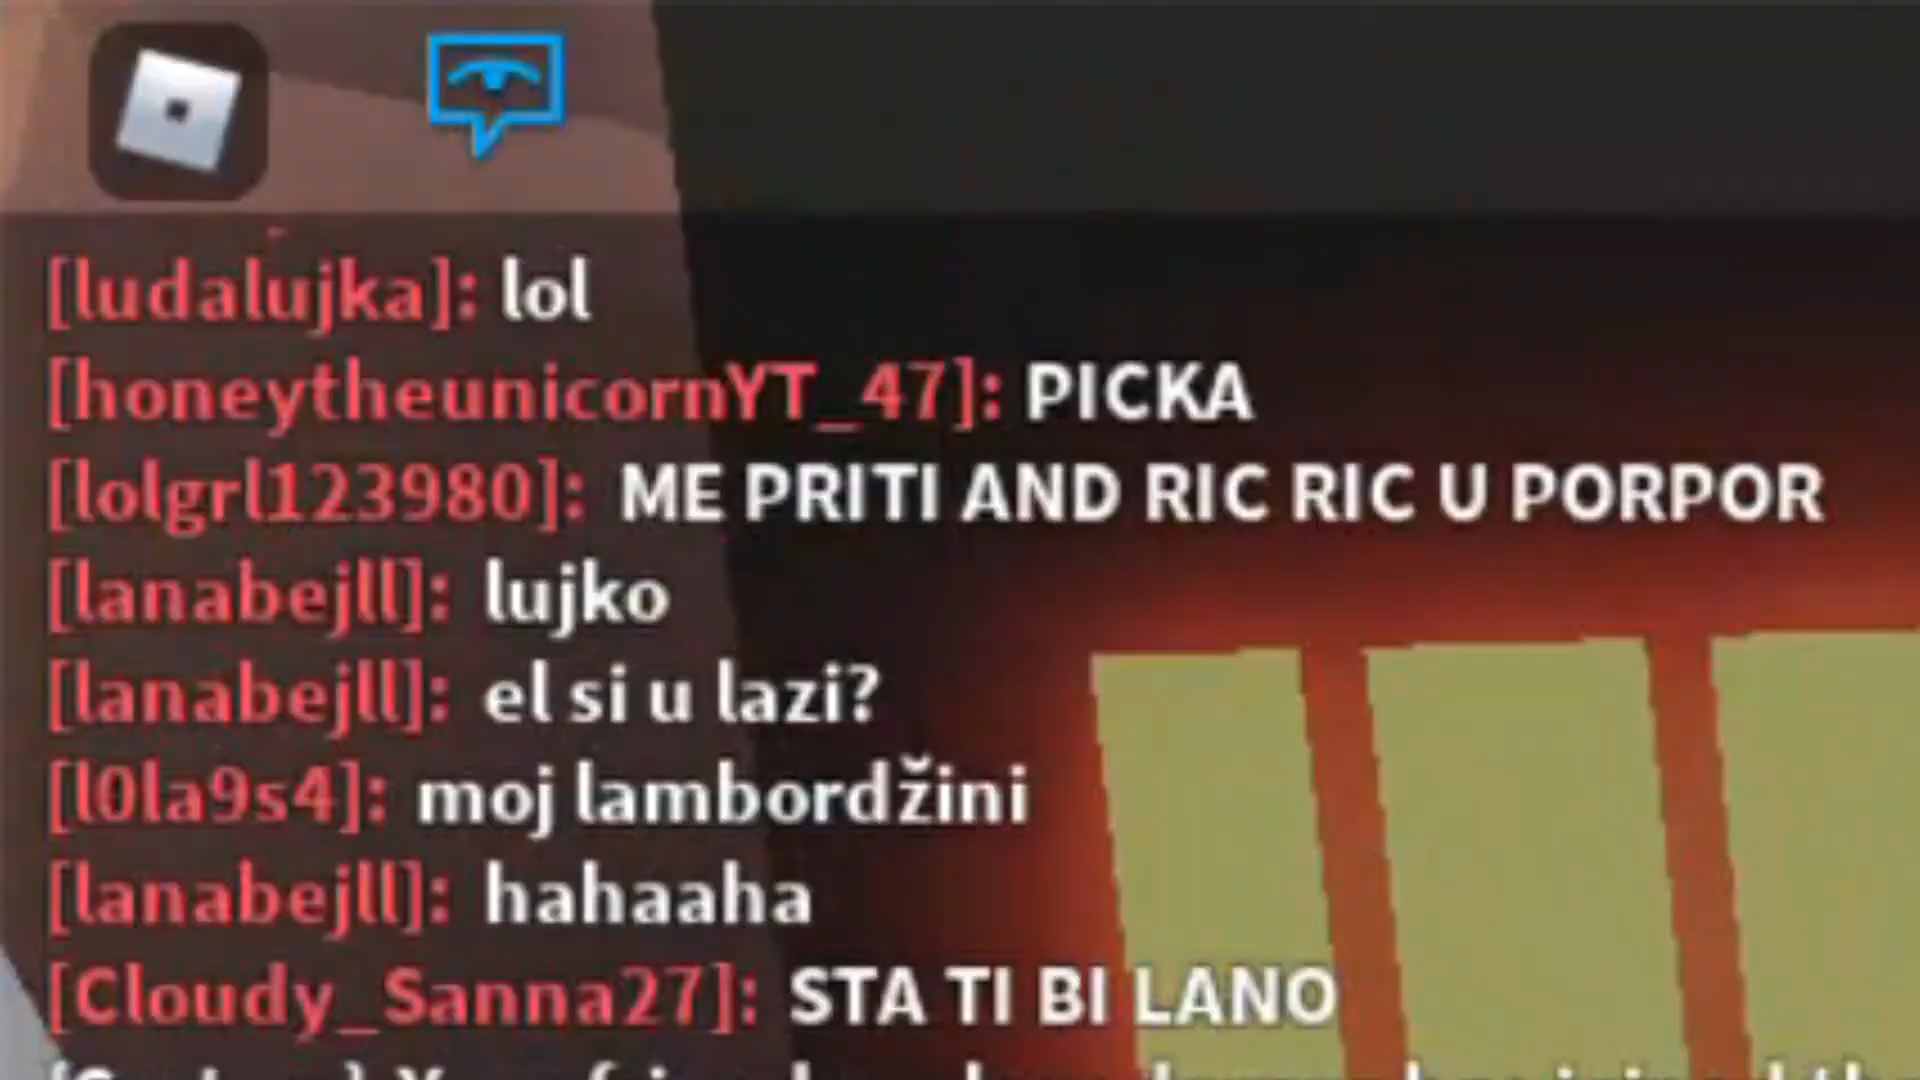 [ludalujka]: lol
[honeytheunicornYT_47]: PICKA
[lolgrl123980]: ME PRITI AND RIC RIC U PORPOR
[lanabejll]: lujko
[lanabejll]: el si u lazi?
[l0la9s4]: moj lambordžini
[lanabejll]: hahaaha
[Cloudy_Sanna27]: STA TI BI LANO